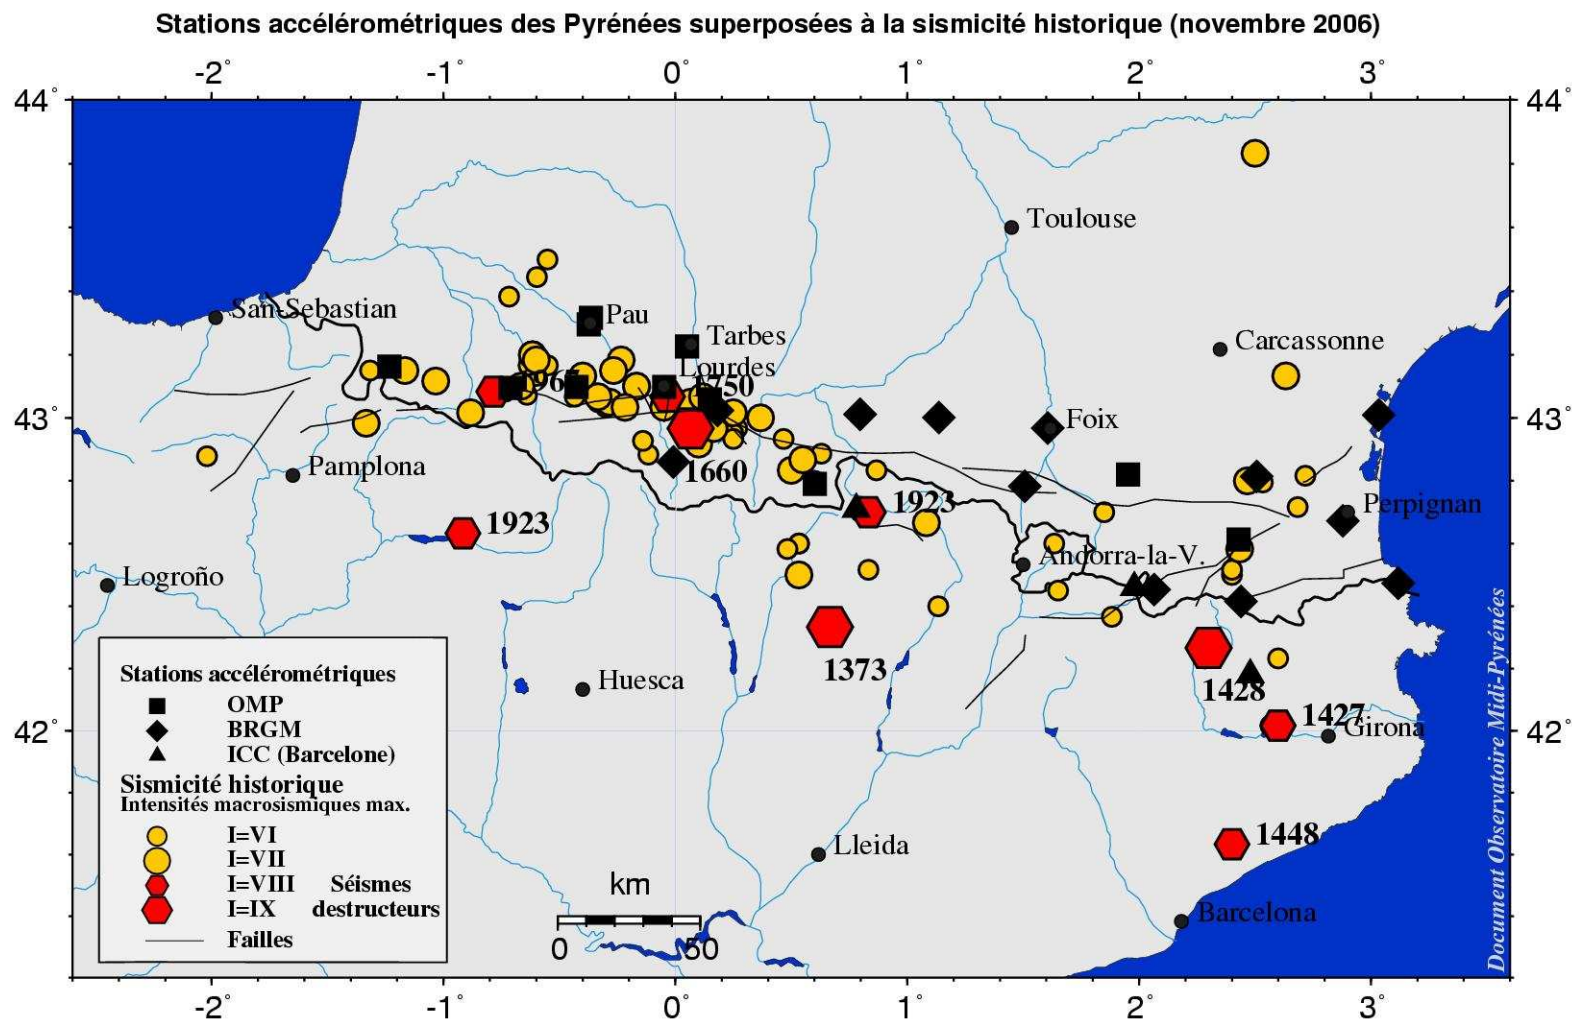 Stations accélérométriques des Pyrénées superposées à la sismicité historique (novembre 2006)
-2° -1° 0° 1° 2° 3°
44° 44°
Toulouse
San-Sebastian
Pau
Tarbes
Carcassonne
Lourdes
1967 1750
43° 43°
Foix
Pamplona
1660
1923
1923
Perpignan
Andorra-la-V.
Logroño
Huesca
1373
1428
1427
Girona
42° 42°
1448
Lleida
Barcelona
Stations accélérométriques
OMP
BRGM
ICC (Barcelone)
Sismicité historique
Intensités macrosismiques max.
I=VI
I=VII
I=VIII Séismes
I=IX destructeurs
Failles
km
0 50
Document Observatoire Midi-Pyrénées
-2° -1° 0° 1° 2° 3°